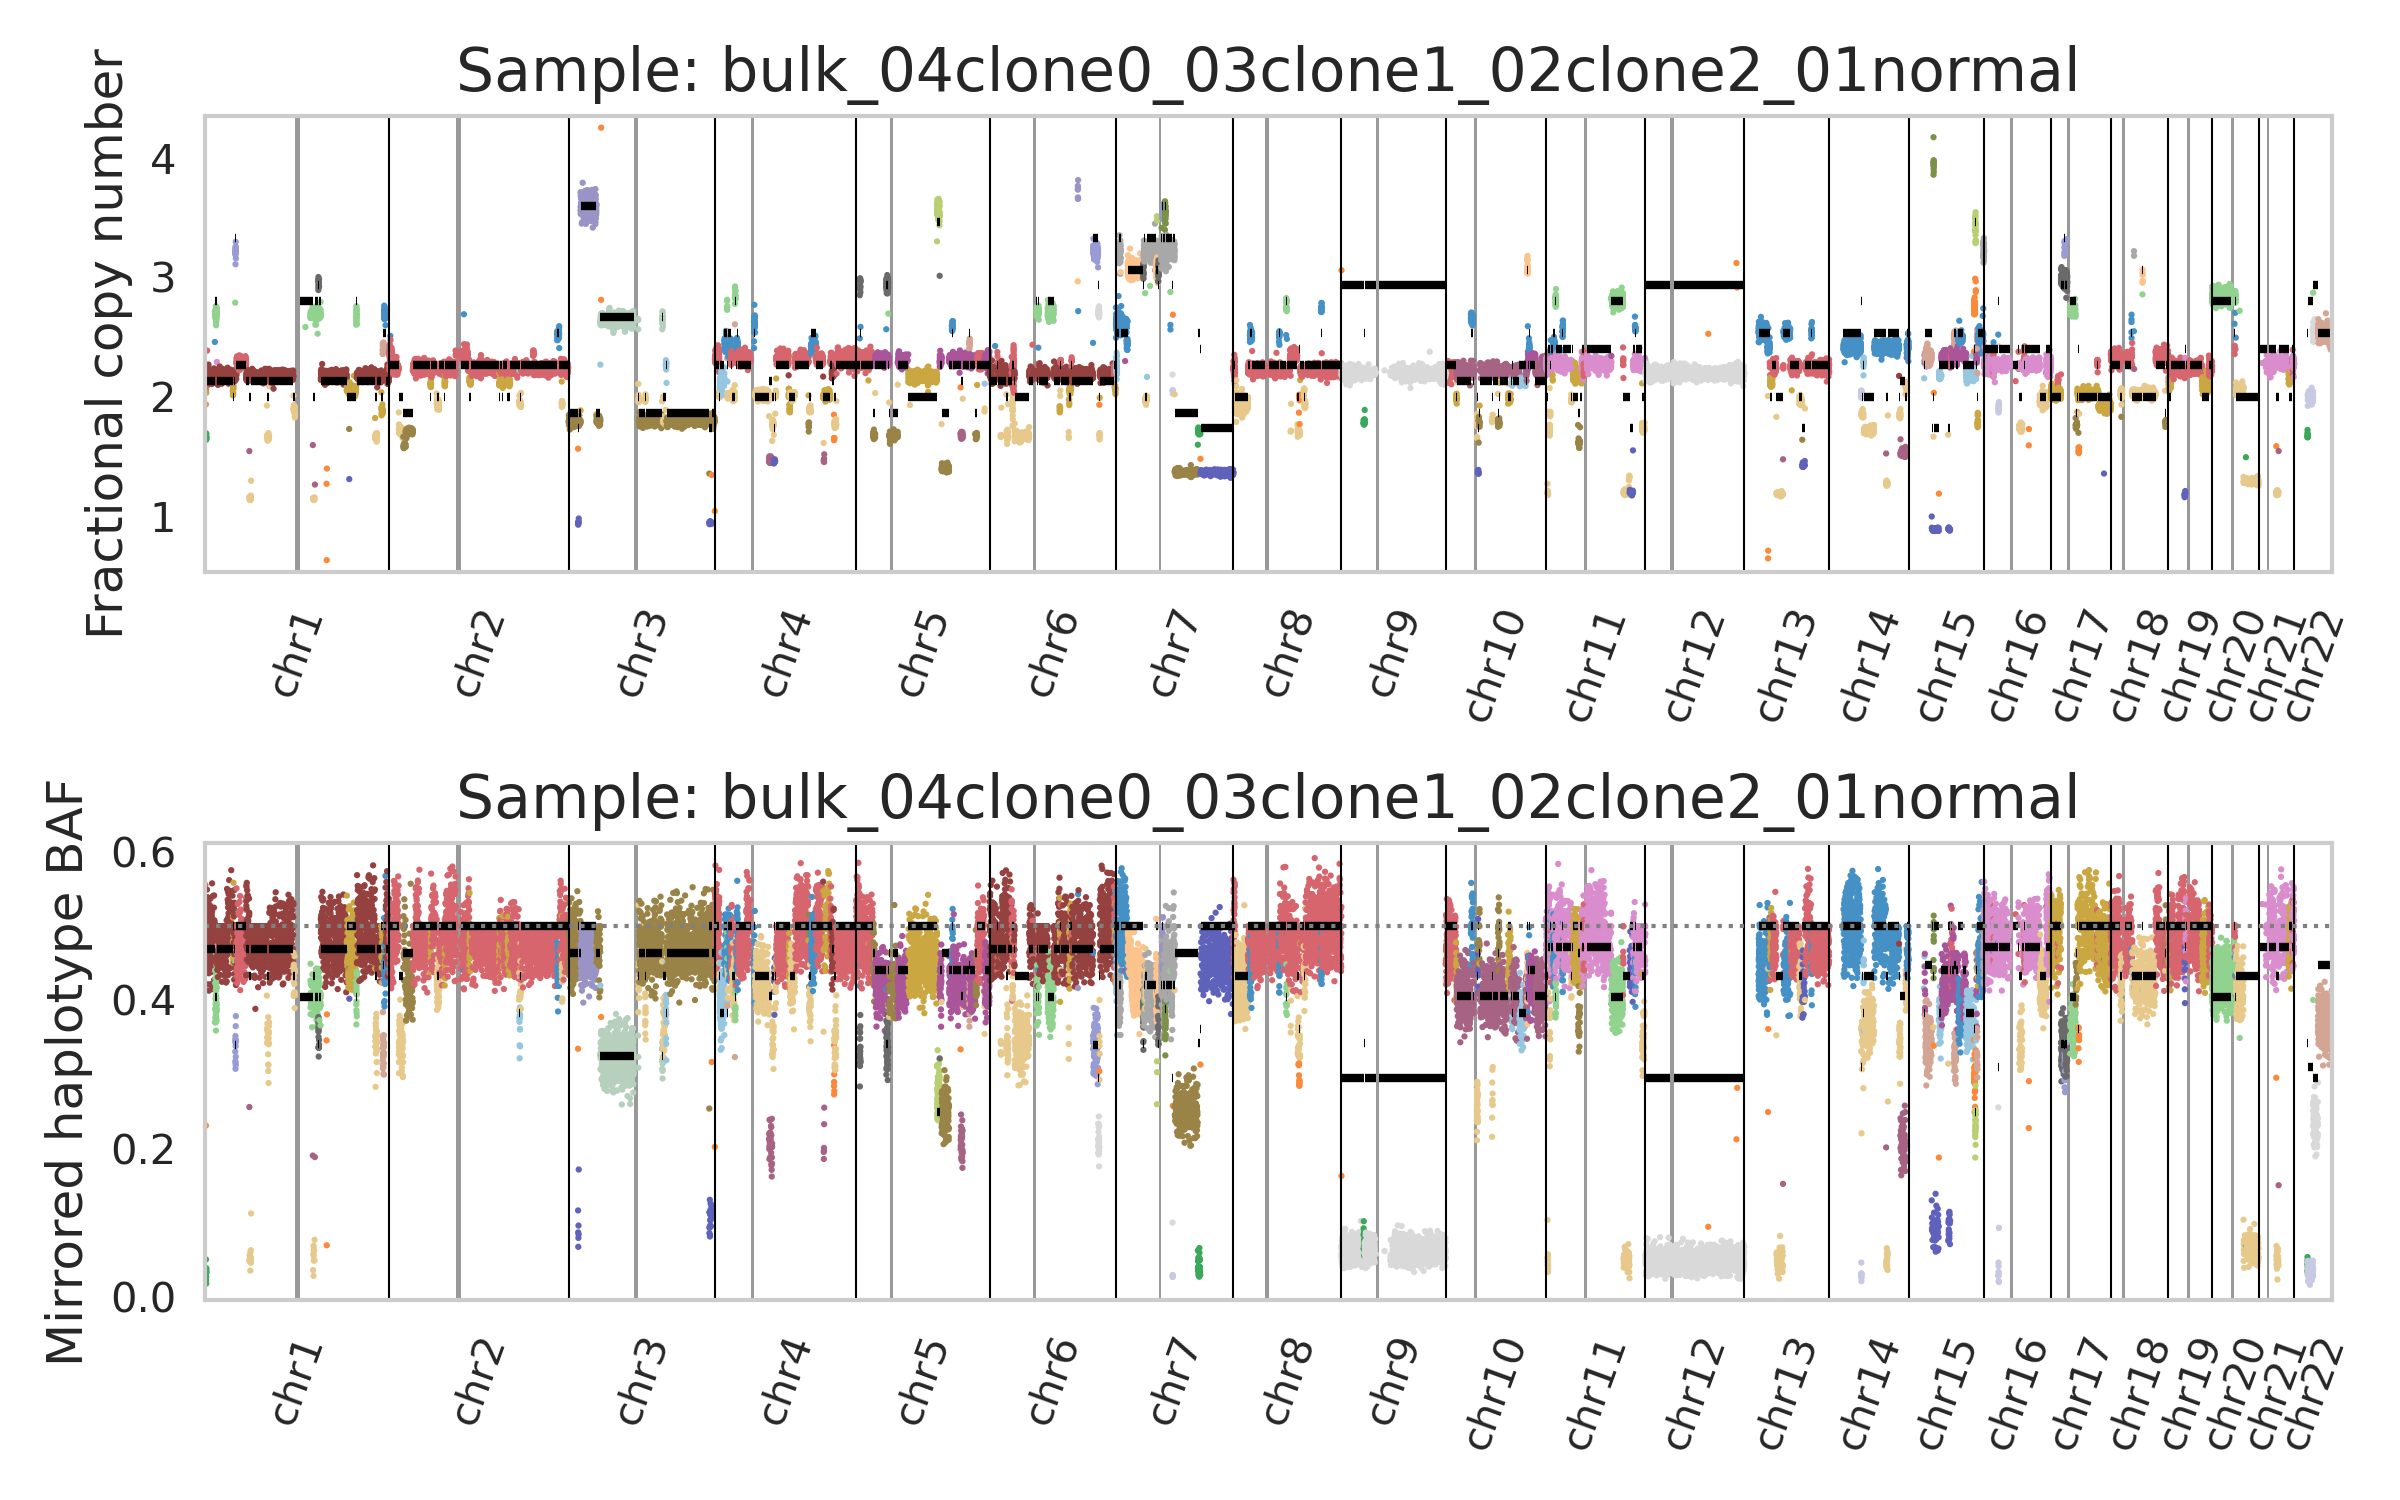 Sample: bulk_04clone0_03clone1_02clone2_01normal
Fractional copy number
4
3
2
1
chr1 chr2 chr3 chr4 chr5 chr6 chr7 chr8 chr9 chr10 chr11 chr12 chr13 chr14 chr15 chr16 chr17 chr18 chr19 chr20 chr21 chr22
Sample: bulk_04clone0_03clone1_02clone2_01normal
Mirrored haplotype BAF
0.6
0.4
0.2
0.0
chr1 chr2 chr3 chr4 chr5 chr6 chr7 chr8 chr9 chr10 chr11 chr12 chr13 chr14 chr15 chr16 chr17 chr18 chr19 chr20 chr21 chr22